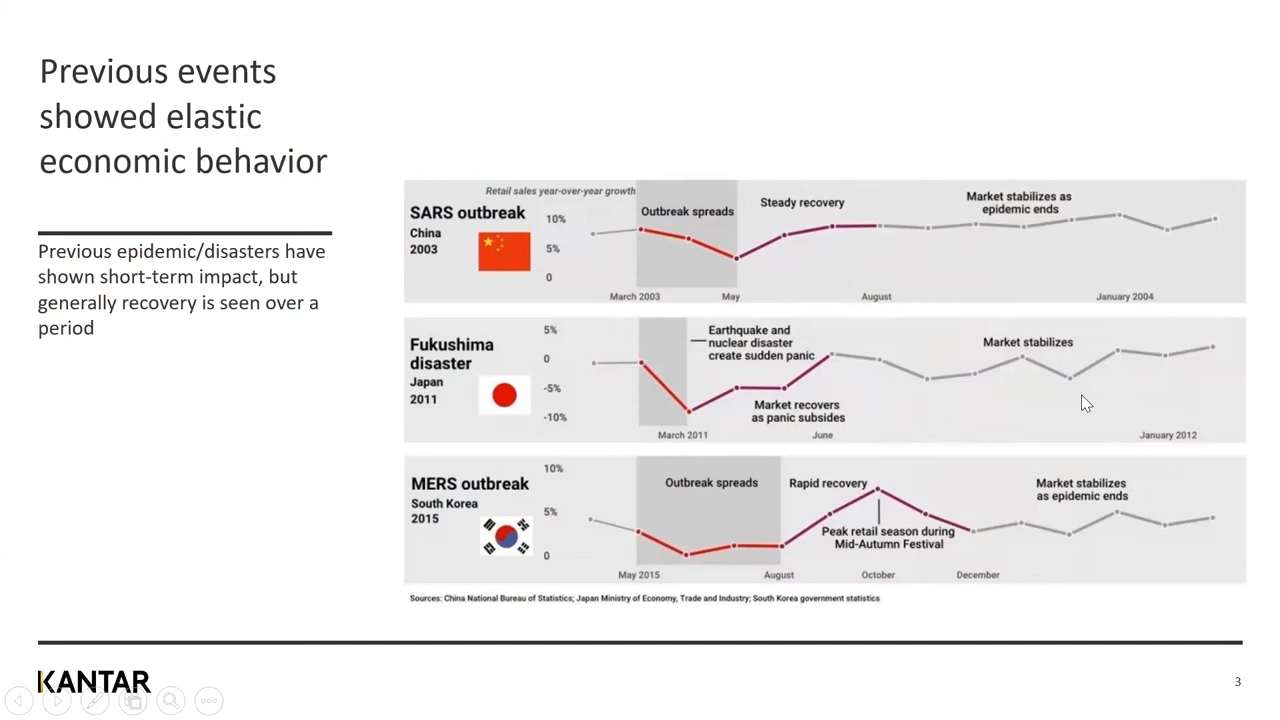 Previous events
showed elastic
economic behavior
Previous epidemic/disasters have
shown short-term impact, but
generally recovery is seen over a
period
Retail sales year-over-year growth
SARS outbreak
China
2003
10%
5%
0
Outbreak spreads
Steady recovery
Market stabilizes as
epidemic ends
March 2003
May
August
January 2004
Fukushima
disaster
Japan
2011
5%
0
-5%
-10%
Earthquake and
nuclear disaster
create sudden panic
Market recovers
as panic subsides
Market stabilizes
March 2011
June
January 2012
MERS outbreak
South Korea
2015
10%
5%
0
Outbreak spreads
Rapid recovery
Peak retail season during
Mid-Autumn Festival
Market stabilizes
as epidemic ends
May 2015
August
October
December
Sources: China National Bureau of Statistics; Japan Ministry of Economy, Trade and Industry; South Korea government statistics
KANTAR
3